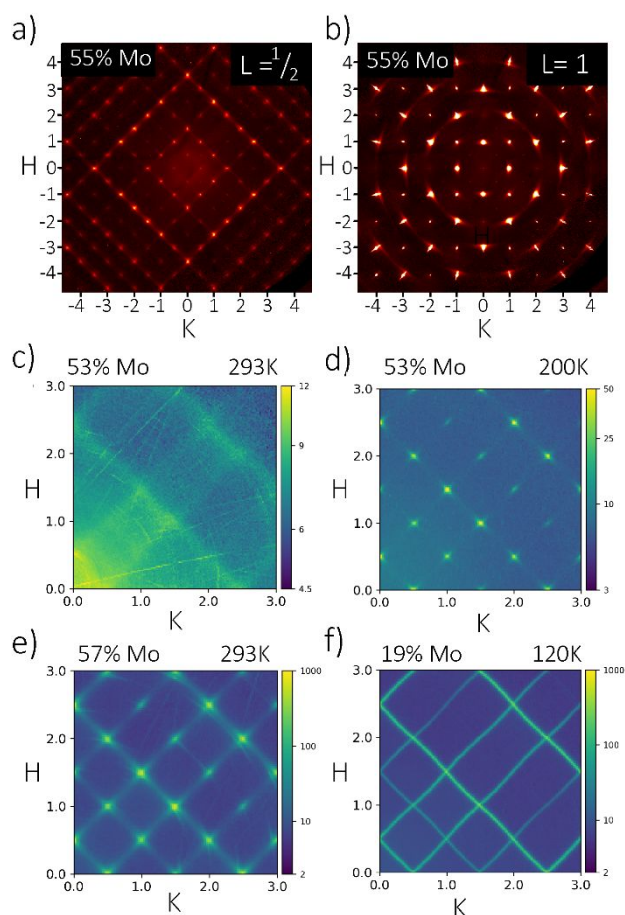 a) b)
55% Mo L = 1/2 55% Mo L= 1
4 4
3 3
2 2
1 1
H 0 H 0
-1 -1
-2 -2
-3 -3
-4 -4
-4 -3 -2 -1 0 1 2 3 4 -4 -3 -2 -1 0 1 2 3 4
K K
c) 53% Mo 293K d) 53% Mo 200K
3.0 12 3.0 50
25
2.0 9 2.0
H H 10
1.0 6 1.0
0.0 4.5 0.0 3
0.0 1.0 2.0 3.0 0.0 1.0 2.0 3.0
K K
e) 57% Mo 293K f) 19% Mo 120K
3.0 1000 3.0 1000
2.0 100 2.0 100
H H
1.0 10 1.0 10
0.0 2 0.0 2
0.0 1.0 2.0 3.0 0.0 1.0 2.0 3.0
K K